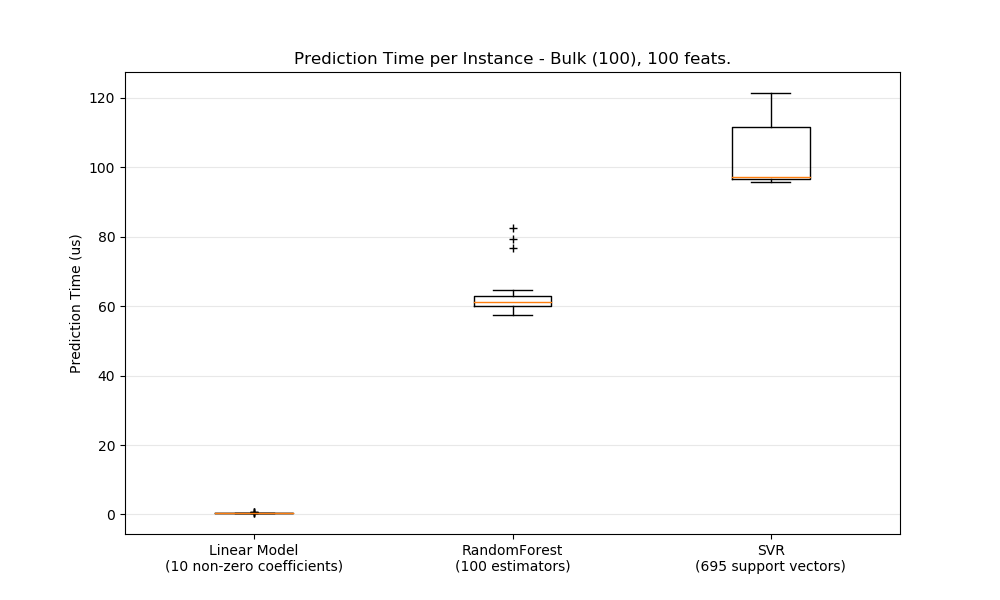 Prediction Time per Instance - Bulk (100), 100 feats.
Prediction Time (us)
120
100
80
60
40
20
0
Linear Model
(10 non-zero coefficients)
RandomForest
(100 estimators)
SVR
(695 support vectors)